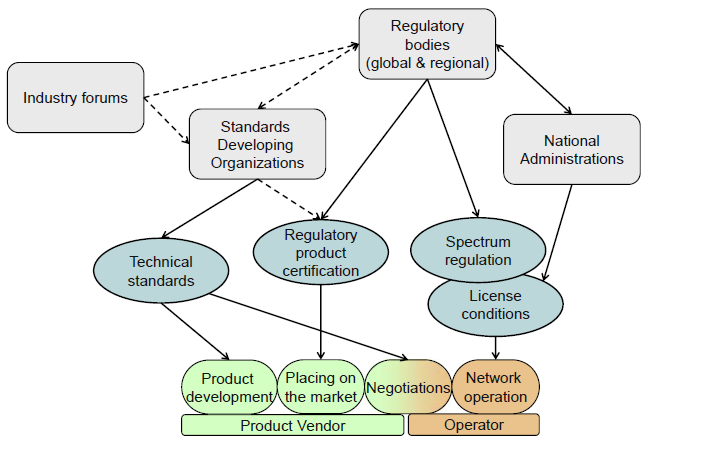 Regulatory
bodies
(global & regional)
Industry forums
Standards
Developing
Organizations
National
Administrations
Technical
standards
Regulatory
product
certification
Spectrum
regulation
License
conditions
Product
development
Placing on
the market
Negotiations
Network
operation
Product Vendor
Operator